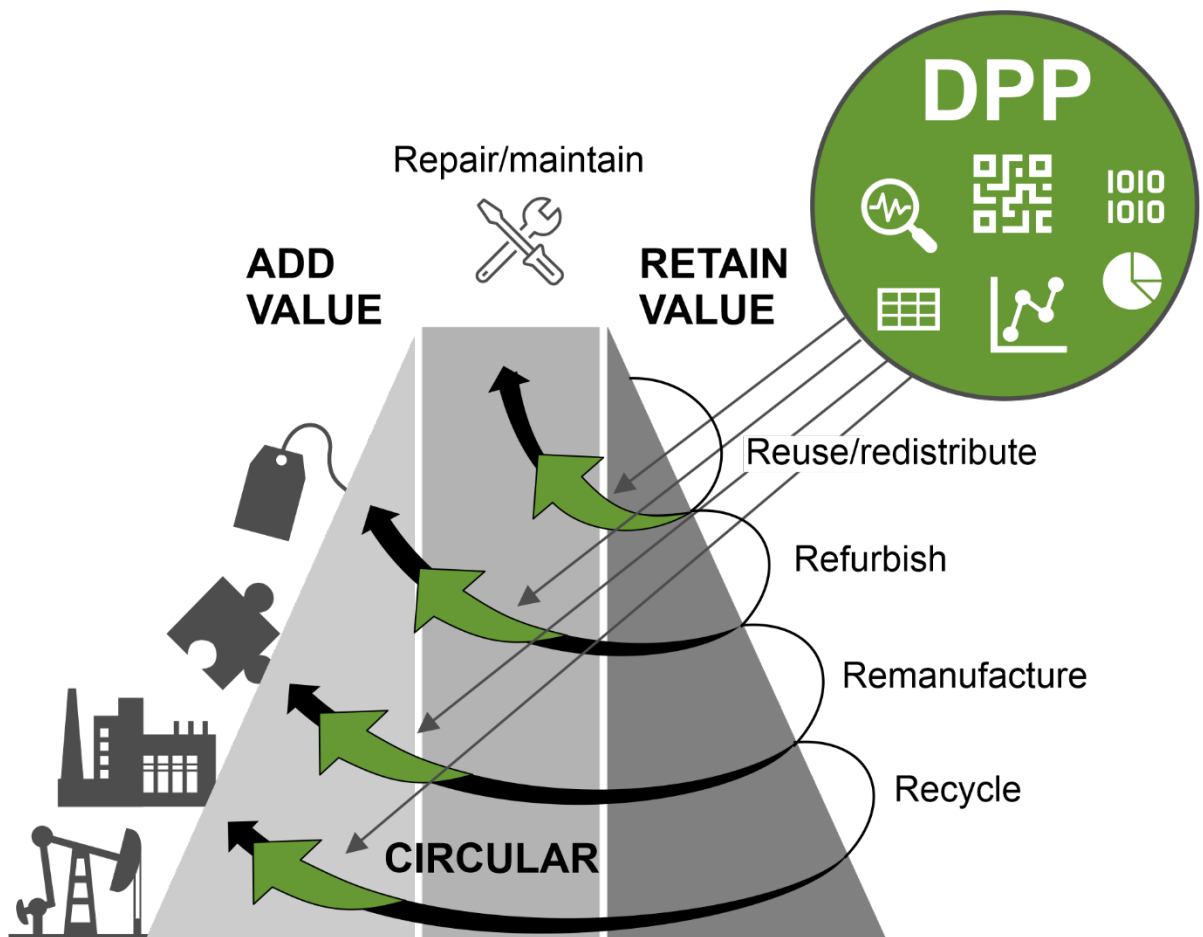 DPP
1010
1010
Repair/maintain
ADD
VALUE
RETAIN
VALUE
Reuse/redistribute
Refurbish
Remanufacture
Recycle
CIRCULAR